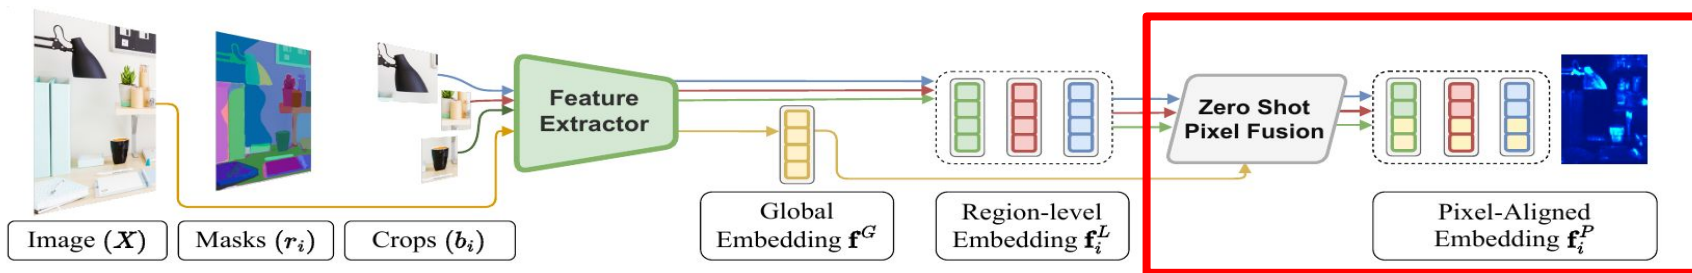 Feature
Extractor
Zero Shot
Pixel Fusion
Image (X)
Masks (r_i)
Crops (b_i)
Global
Embedding f^G
Region-level
Embedding f_i^L
Pixel-Aligned
Embedding f_i^P